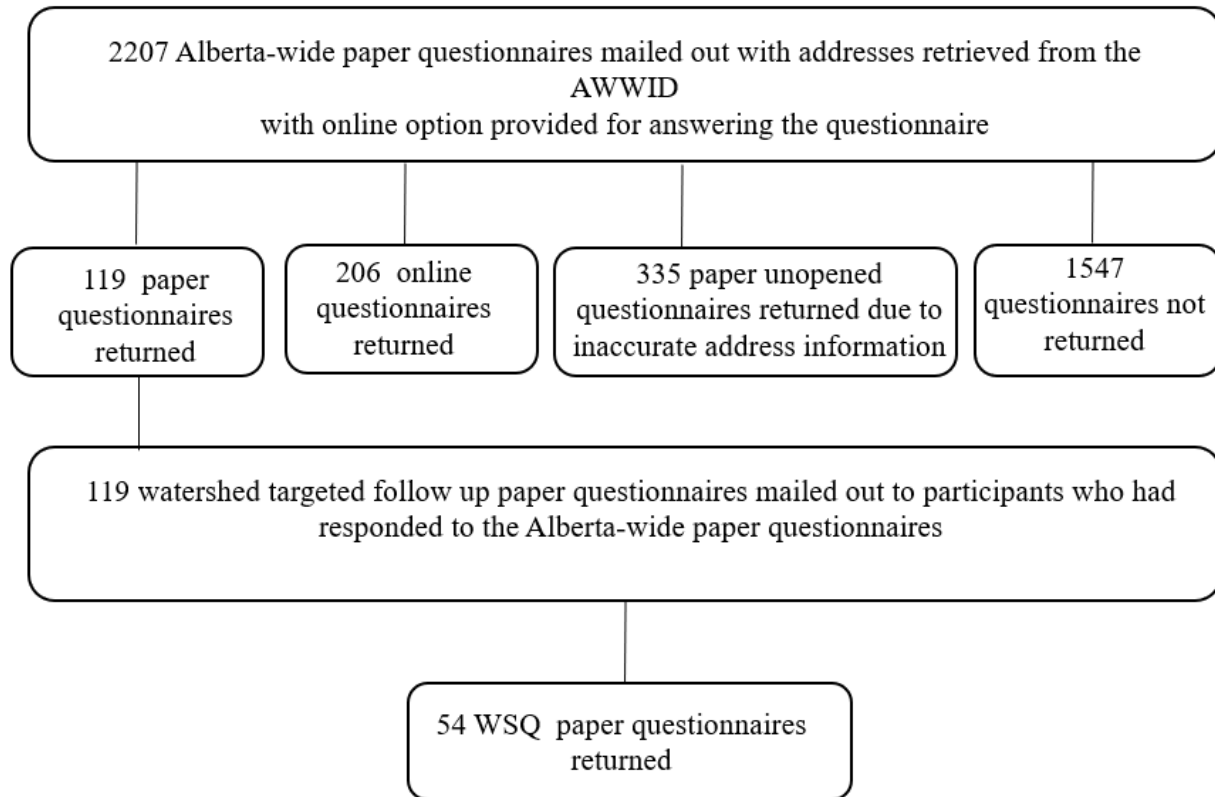 2207 Alberta-wide paper questionnaires mailed out with addresses retrieved from the
AWWID
with online option provided for answering the questionnaire
119 paper
questionnaires
returned
206 online
questionnaires
returned
335 paper unopened
questionnaires returned due to
inaccurate address information
1547
questionnaires not
returned
119 watershed targeted follow up paper questionnaires mailed out to participants who had
responded to the Alberta-wide paper questionnaires
54 WSQ paper questionnaires
returned